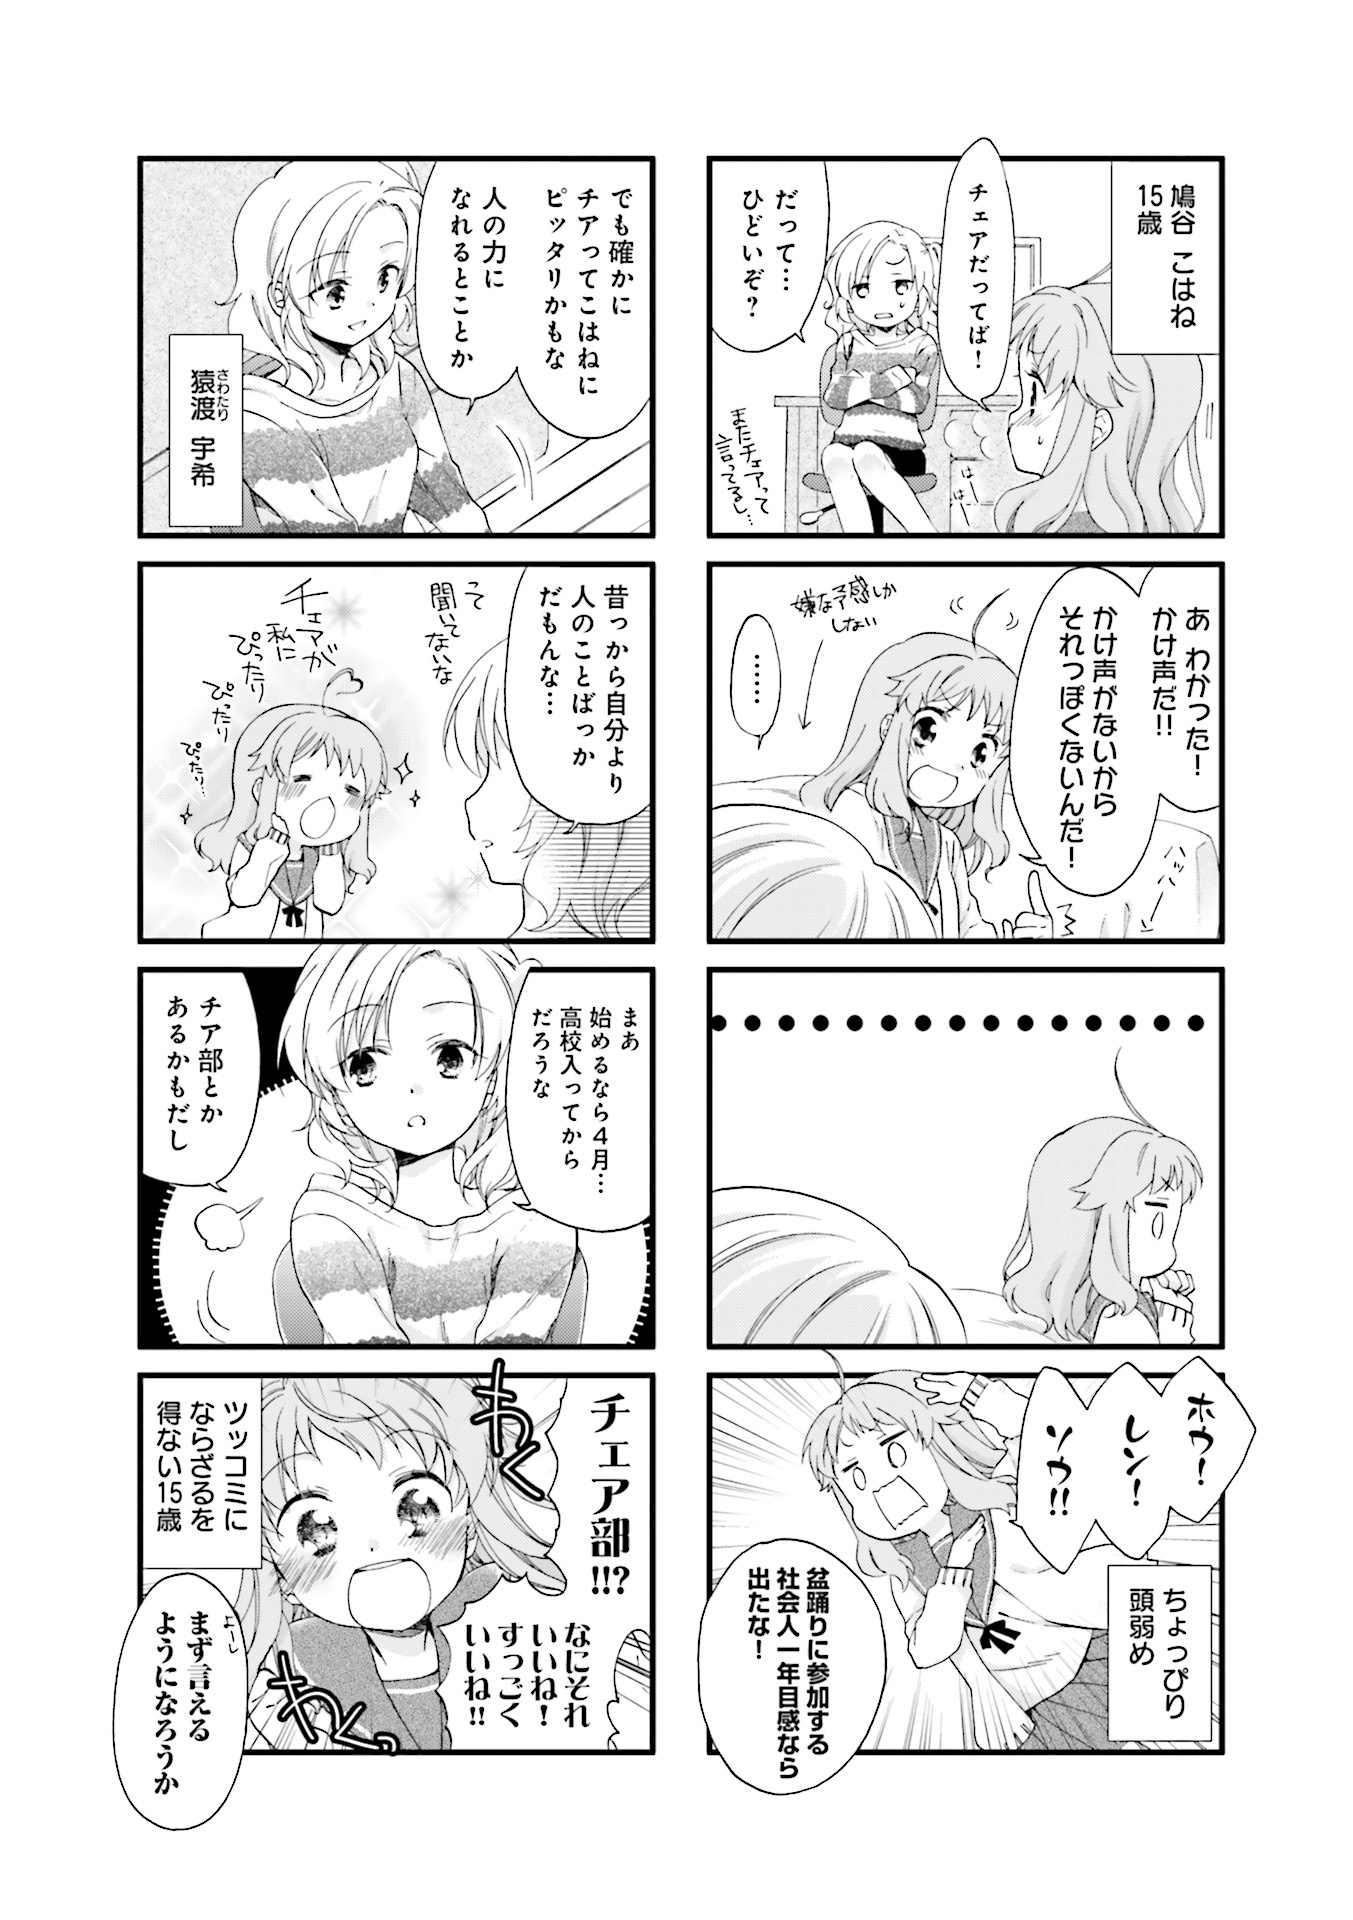 鳩谷 こはね
15歳
チェアだってば！
だって…
ひどいぞ？
またチェアって
言ってるし…
はー
はー
あ わかった！
かけ声だ!!
かけ声がないから
それっぽくないんだ！
嫌な予感しか
しない
……
ハッハハー
ホウ！
レン！
ソウ!!
ちょっぴり
頭弱め
盆踊りに参加する
社会人一年目感なら
出たな！
でも確かに
チアってこはねに
ピッタリかもな
人の力に
なれるとことか
さわたり
猿渡 宇希
昔っから自分より
人のことばっか
だもんな…
って
聞いてないな
チェアが
私に
ぴったり
ぴったり
ぴったり…
まあ
始めるなら4月…
高校入ってから
だろうな
チア部とか
あるかもだし
チェア部!!?
なにそれ
いいね！
すっごく
いいね!!
わくっ
わくっ
ツッコミに
ならざるを
得ない15歳
よーし
まず言える
ようになろうか